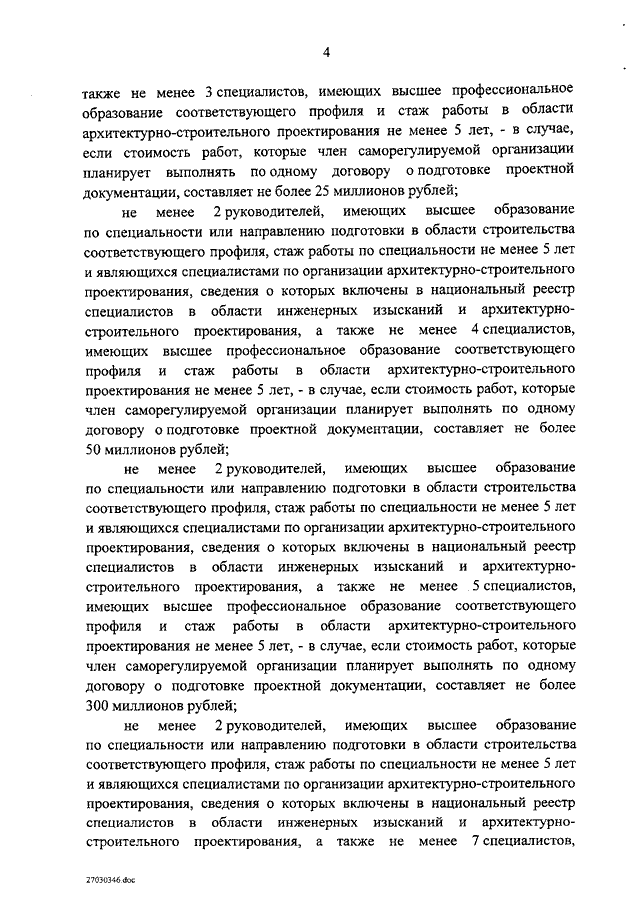 4
также не менее 3 специалистов, имеющих высшее профессиональное
образование соответствующего профиля и стаж работы в области
архитектурно-строительного проектирования не менее 5 лет, - в случае,
если стоимость работ, которые член саморегулируемой организации
планирует выполнять по одному договору о подготовке проектной
документации, составляет не более 25 миллионов рублей;
не менее 2 руководителей, имеющих высшее образование
по специальности или направлению подготовки в области строительства
соответствующего профиля, стаж работы по специальности не менее 5 лет
и являющихся специалистами по организации архитектурно-строительного
проектирования, сведения о которых включены в национальный реестр
специалистов в области инженерных изысканий и архитектурно-
строительного проектирования, а также не менее 4 специалистов,
имеющих высшее профессиональное образование соответствующего
профиля и стаж работы в области архитектурно-строительного
проектирования не менее 5 лет, - в случае, если стоимость работ, которые
член саморегулируемой организации планирует выполнять по одному
договору о подготовке проектной документации, составляет не более
50 миллионов рублей;
не менее 2 руководителей, имеющих высшее образование
по специальности или направлению подготовки в области строительства
соответствующего профиля, стаж работы по специальности не менее 5 лет
и являющихся специалистами по организации архитектурно-строительного
проектирования, сведения о которых включены в национальный реестр
специалистов в области инженерных изысканий и архитектурно-
строительного проектирования, а также не менее 5 специалистов,
имеющих высшее профессиональное образование соответствующего
профиля и стаж работы в области архитектурно-строительного
проектирования не менее 5 лет, - в случае, если стоимость работ, которые
член саморегулируемой организации планирует выполнять по одному
договору о подготовке проектной документации, составляет не более
300 миллионов рублей;
не менее 2 руководителей, имеющих высшее образование
по специальности или направлению подготовки в области строительства
соответствующего профиля, стаж работы по специальности не менее 5 лет
и являющихся специалистами по организации архитектурно-строительного
проектирования, сведения о которых включены в национальный реестр
специалистов в области инженерных изысканий и архитектурно-
строительного проектирования, а также не менее 7 специалистов,
27030346.doc